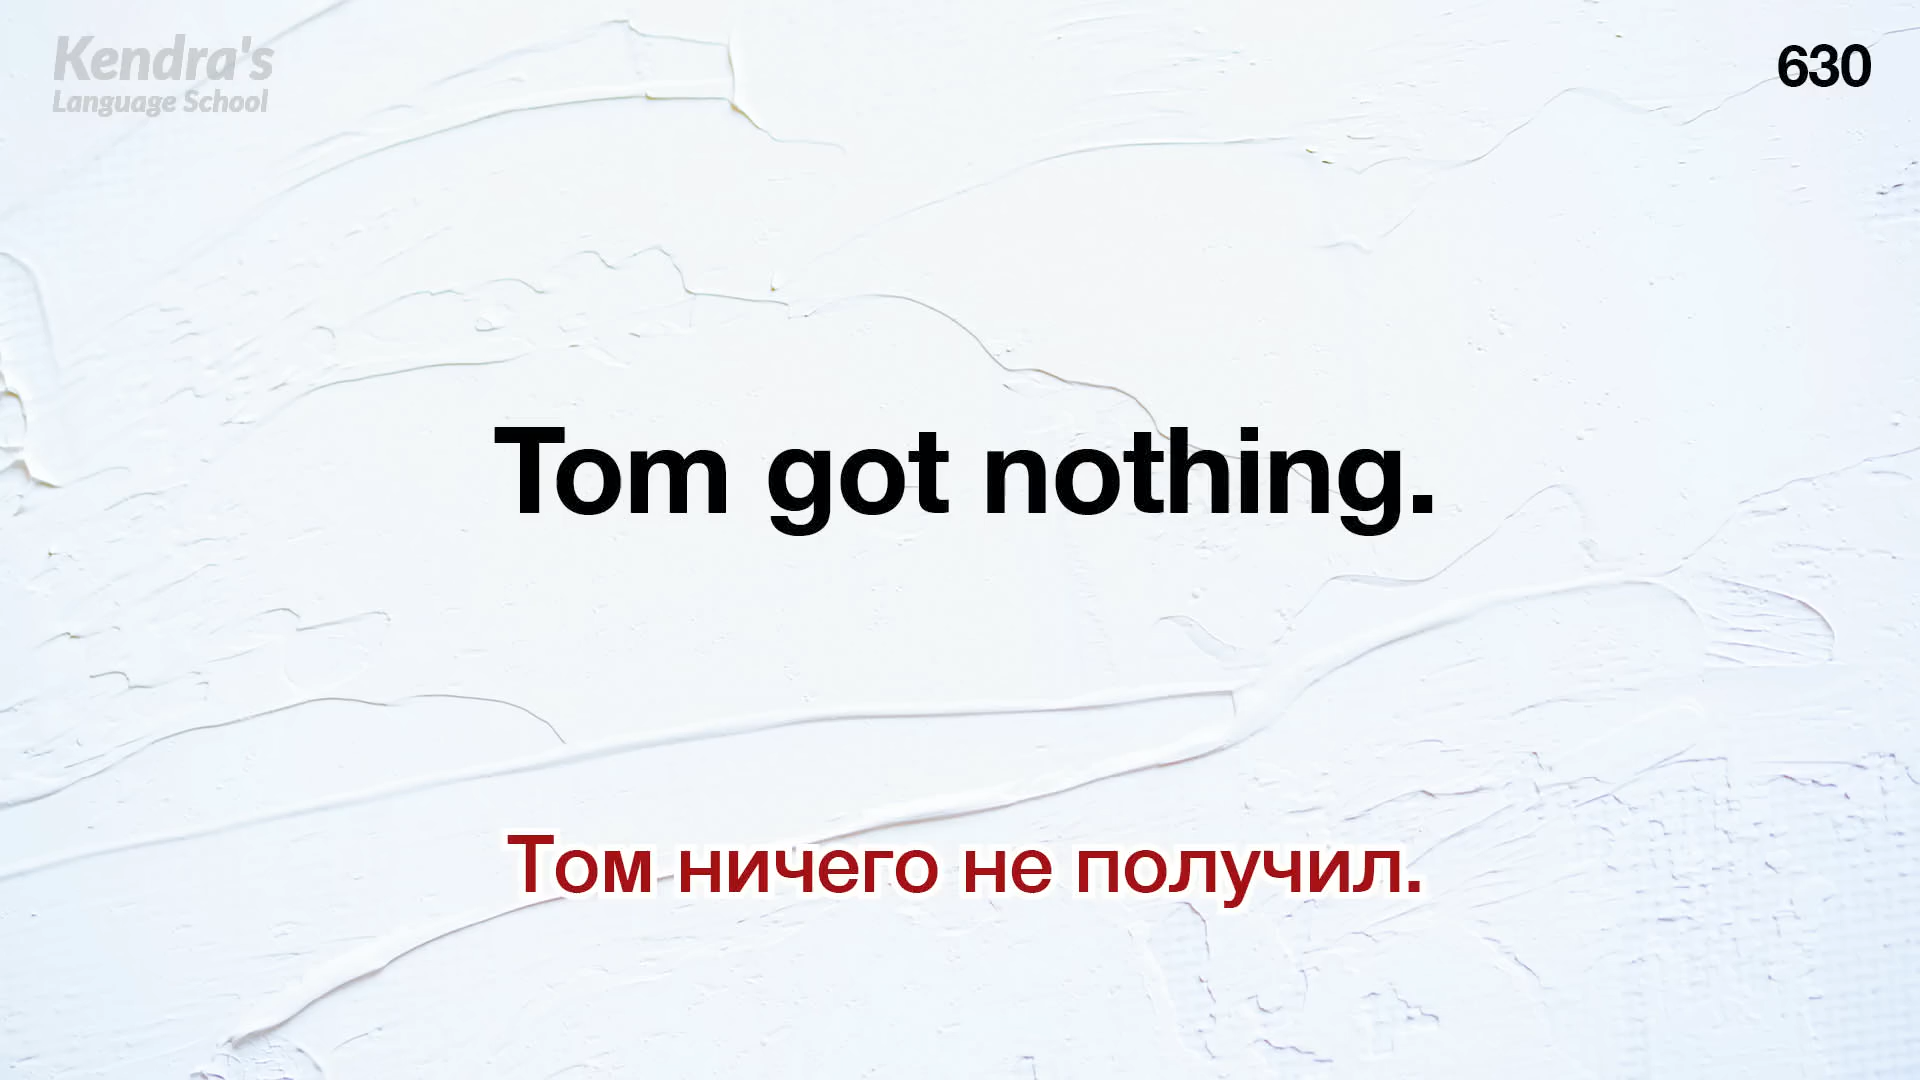 Kendra's
Language School
630
Tom got nothing.
Том ничего не получил.